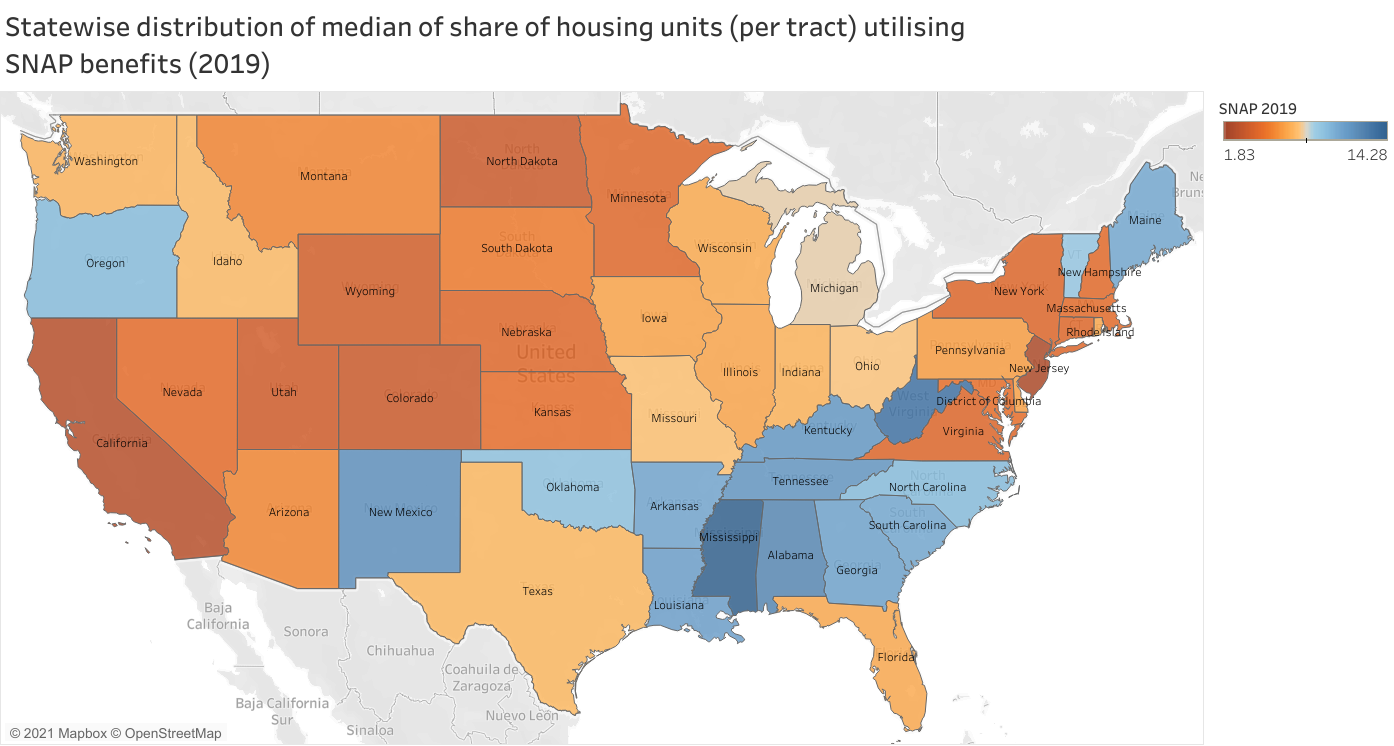 Statewise distribution of median of share of housing units (per tract) utilising
SNAP benefits (2019)
SNAP 2019
1.83 14.28
Washington
Montana
North Dakota
Minnesota
Maine
Oregon
Idaho
South Dakota
Wisconsin
Wyoming
Michigan
New York
New Hampshire
Massachusetts
Rhode Island
Nebraska
Iowa
United
States
Pennsylvania
New Jersey
Nevada
Utah
Colorado
Kansas
Illinois
Indiana
Ohio
West
Virginia
District of Columbia
California
Missouri
Kentucky
Virginia
Arizona
New Mexico
Oklahoma
Arkansas
Tennessee
North Carolina
South Carolina
Mississippi
Alabama
Georgia
Texas
Louisiana
Florida
Baja
California
Sonora
Chihuahua
Coahuila de
Zaragoza
Baja California
Sur
Sinaloa
Nuevo León
© 2021 Mapbox © OpenStreetMap